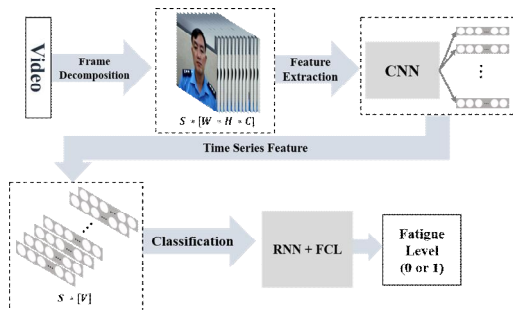 Video
Frame
Decomposition
S * [W * H * C]
Feature
Extraction
CNN
Time Series Feature
S * [V]
Classification
RNN + FCL
Fatigue
Level
(0 or 1)